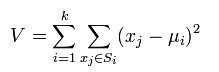 V = \sum_{i=1}^{k} \sum_{x_j \in S_i} (x_j - \mu_i)^2